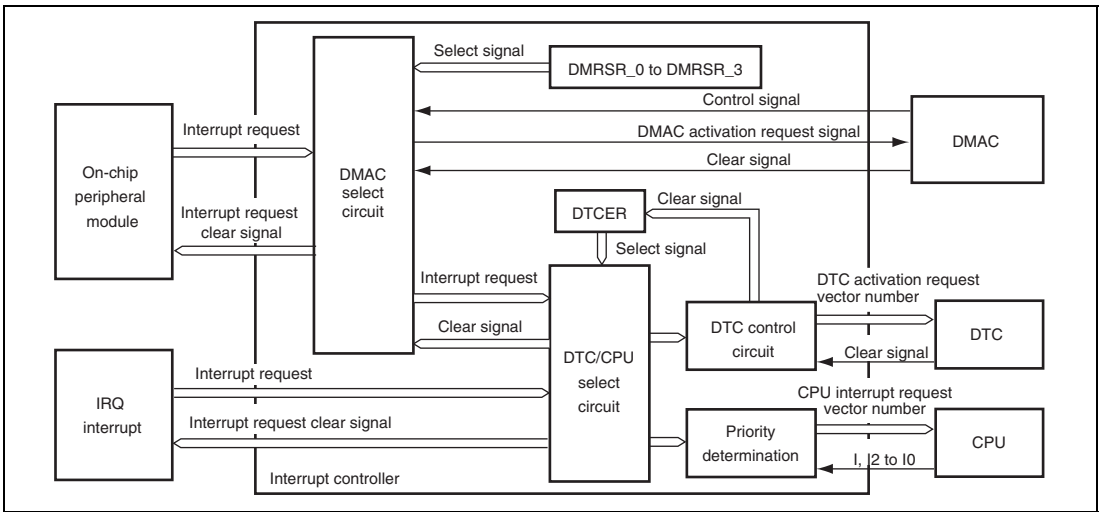 Select signal
DMRSR_0 to DMRSR_3
Control signal
DMAC activation request signal
Clear signal
DMAC
Interrupt request
On-chip
peripheral
module
Interrupt request
clear signal
DMAC
select
circuit
DTCER
Clear signal
Select signal
Interrupt request
Clear signal
DTC/CPU
select
circuit
DTC control
circuit
DTC activation request
vector number
DTC
Clear signal
IRQ
interrupt
Interrupt request
Interrupt request clear signal
Priority
determination
CPU interrupt request
vector number
CPU
I, I2 to I0
Interrupt controller